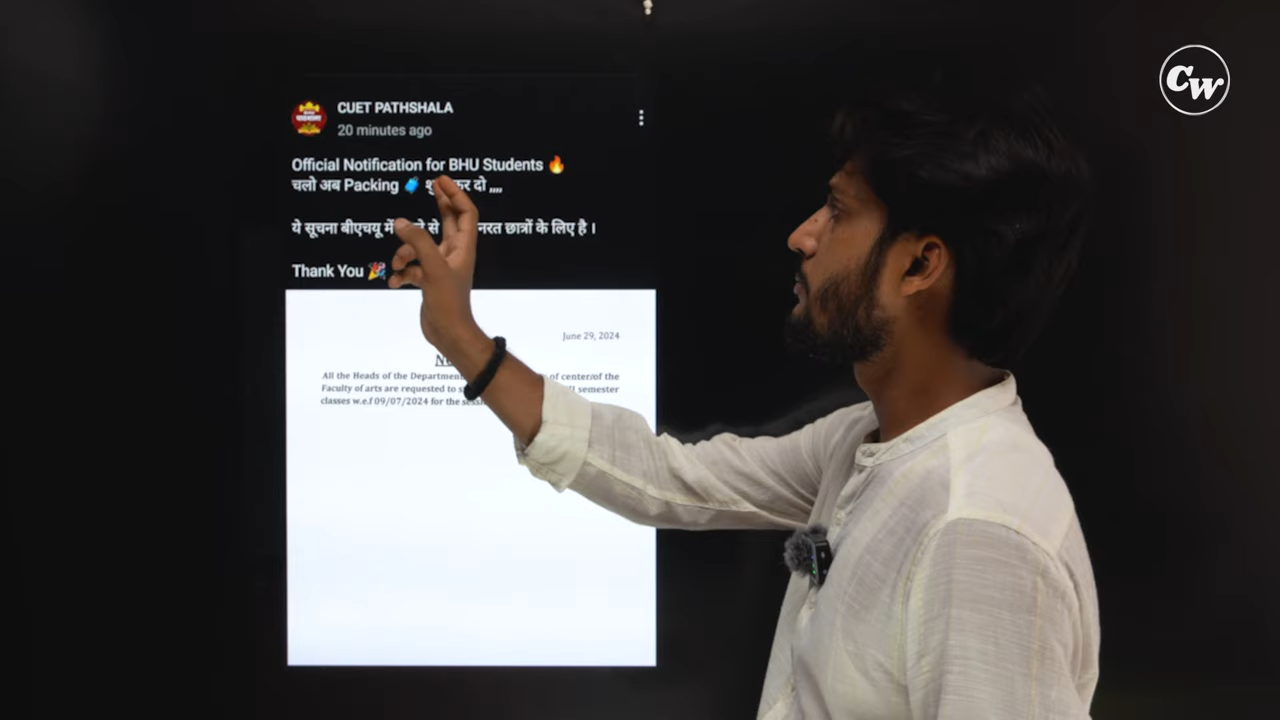 CW
CUET PATHSHALA
20 minutes ago
Official Notification for BHU Students 🔥
चलो अब Packing 🧳 कर दो ,,,,
ये सूचना बीएचयू में से छात्रों के लिए है।
Thank You 🎉
June 29, 2024
All the Heads of the of center/of the
Faculty of arts are requested to semester
classes w.e.f 09/07/2024 for the